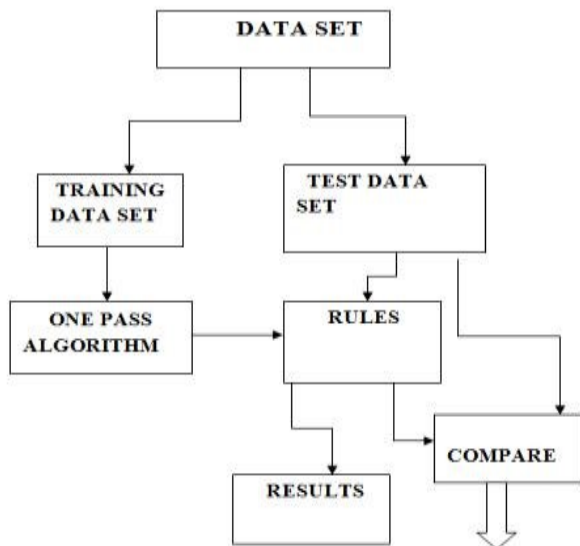 DATA SET
TRAINING
DATA SET
TEST DATA
SET
ONE PASS
ALGORITHM
RULES
COMPARE
RESULTS